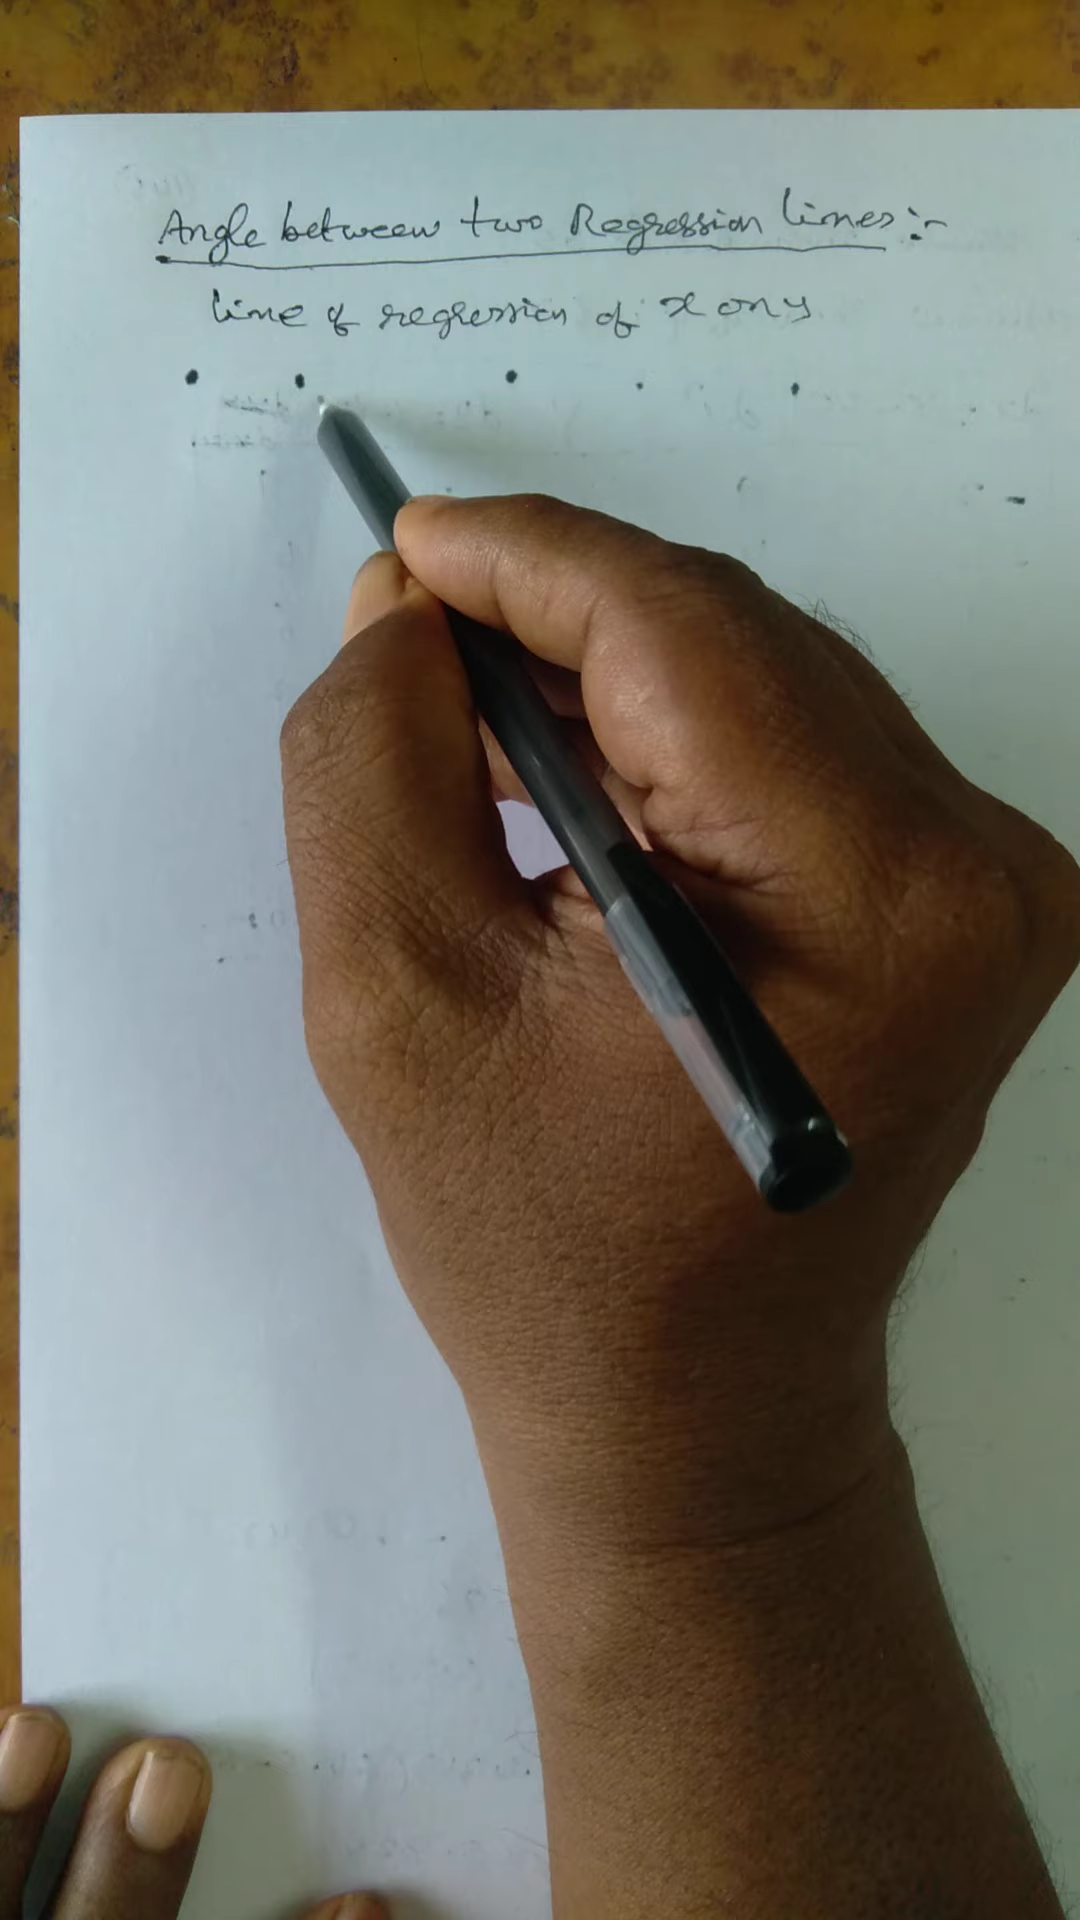 Angle between two Regression lines :-
line of regression of x on y